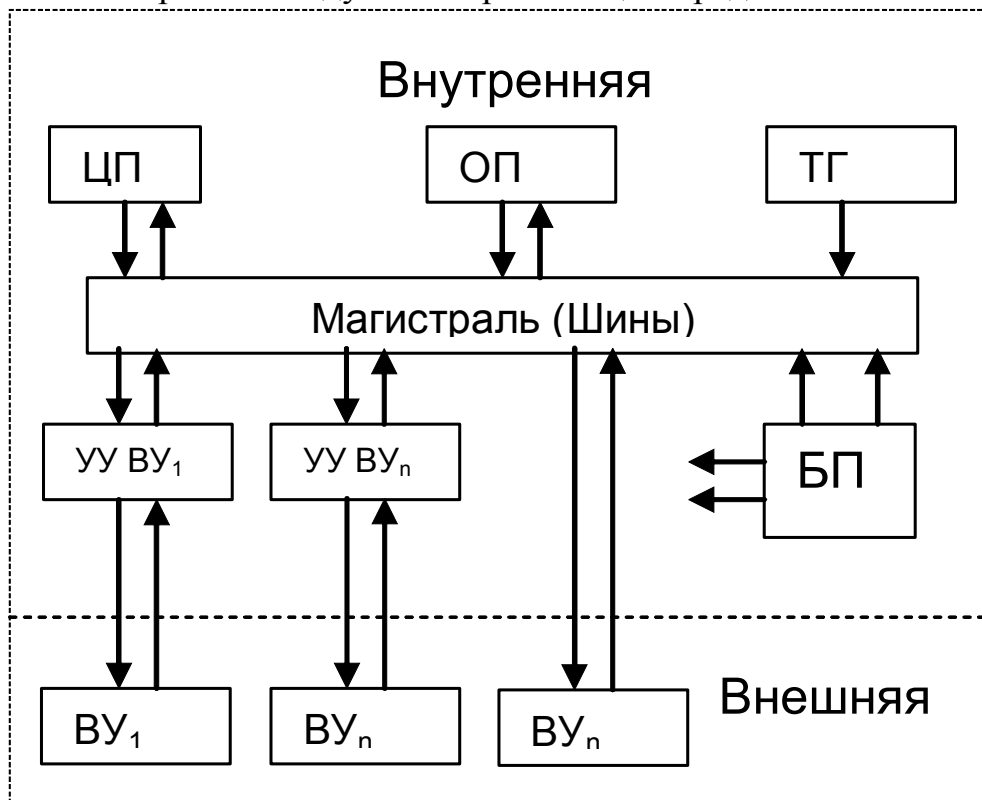 Внутренняя
ЦП
ОП
ТГ
Магистраль (Шины)
УУ ВУ₁
УУ ВУₙ
БП
ВУ₁
ВУₙ
ВУₙ
Внешняя